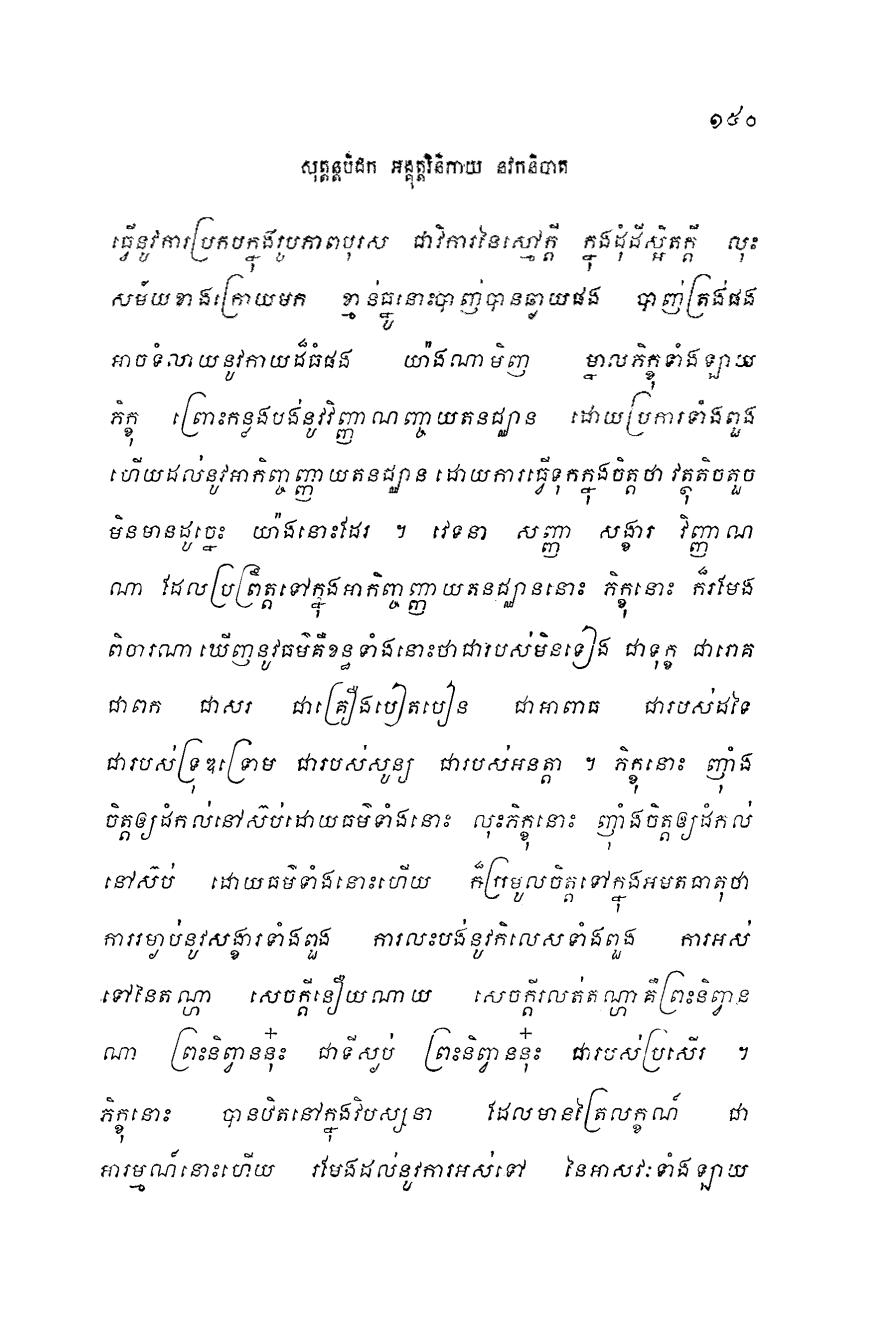 ១៥០
សុត្តន្តបិដក អង្គុត្តរនិកាយ នវកនិបាត
ធ្វើនូវការប្រកបក្នុងរូបភាពបុរស ជាវិការនៃស្មៅក្តី ក្នុងដុំដីស្អិតក្តី លុះ
សម័យខាងក្រោយមក ខ្មាន់ធ្នូនោះបាញ់បានឆ្ងាយផង បាញ់ត្រង់ផង
អាចទំលាយនូវកាយដ៏ធំផង យ៉ាងណាមិញ ម្នាលភិក្ខុទាំងឡាយ
ភិក្ខុ ព្រោះកន្លងបង់នូវវិញ្ញាណញ្ចាយតនជ្ឈាន ដោយប្រការទាំងពួង
ហើយដល់នូវអាកិញ្ចញ្ញាយតនជ្ឈាន ដោយការធ្វើទុកក្នុងចិត្តថា វត្ថុតិចតួច
មិនមានដូច្នេះ យ៉ាងនោះដែរ ។ វេទនា សញ្ញា សង្ខារ វិញ្ញាណ
ណា ដែលប្រព្រឹត្តទៅក្នុងអាកិញ្ចញ្ញាយតនជ្ឈាននោះ ភិក្ខុនោះ ក៏រមែង
ពិចារណាឃើញនូវធម៌គឺខន្ធទាំងនោះថាជារបស់មិនទៀង ជាទុក្ខ ជារោគ
ជាពក ជាសរ ជាគ្រឿងបៀតបៀន ជាអាពាធ ជារបស់ដទៃ
ជារបស់ទ្រុឌទ្រោម ជារបស់សូន្យ ជារបស់អនត្តា ។ ភិក្ខុនោះ ញ៉ាំង
ចិត្តឲ្យដំកល់នៅស៊ប់ដោយធម៌ទាំងនោះ លុះភិក្ខុនោះ ញ៉ាំងចិត្តឲ្យដំកល់
នៅស៊ប់ ដោយធម៌ទាំងនោះហើយ ក៏ប្រមូលចិត្តទៅក្នុងអមតធាតុថា
ការរម្ងាប់នូវសង្ខារទាំងពួង ការលះបង់នូវកិលេសទាំងពួង ការអស់
ទៅនៃតណ្ហា សេចក្តីនឿយណាយ សេចក្តីរលត់តណ្ហា គឺព្រះនិព្វាន
ណា ព្រះនិព្វាននុ៎ះ ជាទីស្ងប់ ព្រះនិព្វាននុ៎ះ ជារបស់ប្រសើរ ។
ភិក្ខុនោះ បានឋិតនៅក្នុងវិបស្សនា ដែលមានត្រៃលក្ខណ៍ ជា
អារម្មណ៍នោះហើយ រមែងដល់នូវការអស់ទៅ នៃអាសវៈទាំងឡាយ